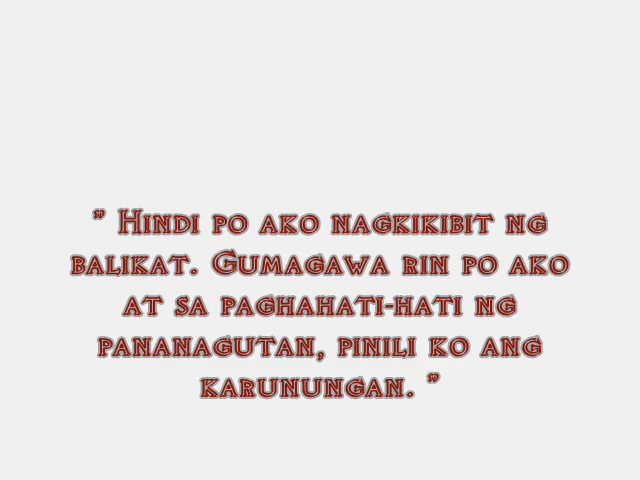 " Hindi po ako nagkikibit ng
balikat. Gumagawa rin po ako
at sa paghahati-hati ng
pananagutan, pinili ko ang
karunungan. "